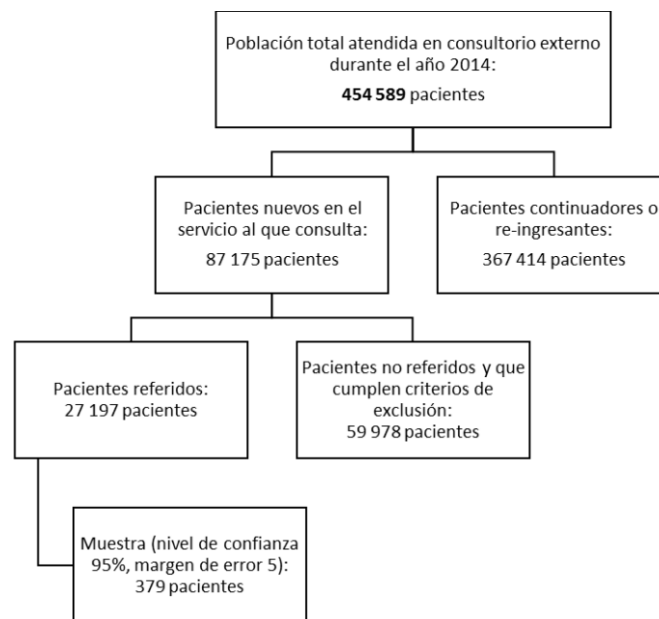 Población total atendida en consultorio externo
durante el año 2014:
454 589 pacientes
Pacientes nuevos en el
servicio al que consulta:
87 175 pacientes
Pacientes continuadores o
re-ingresantes:
367 414 pacientes
Pacientes referidos:
27 197 pacientes
Pacientes no referidos y que
cumplen criterios de
exclusión:
59 978 pacientes
Muestra (nivel de confianza
95%, margen de error 5):
379 pacientes